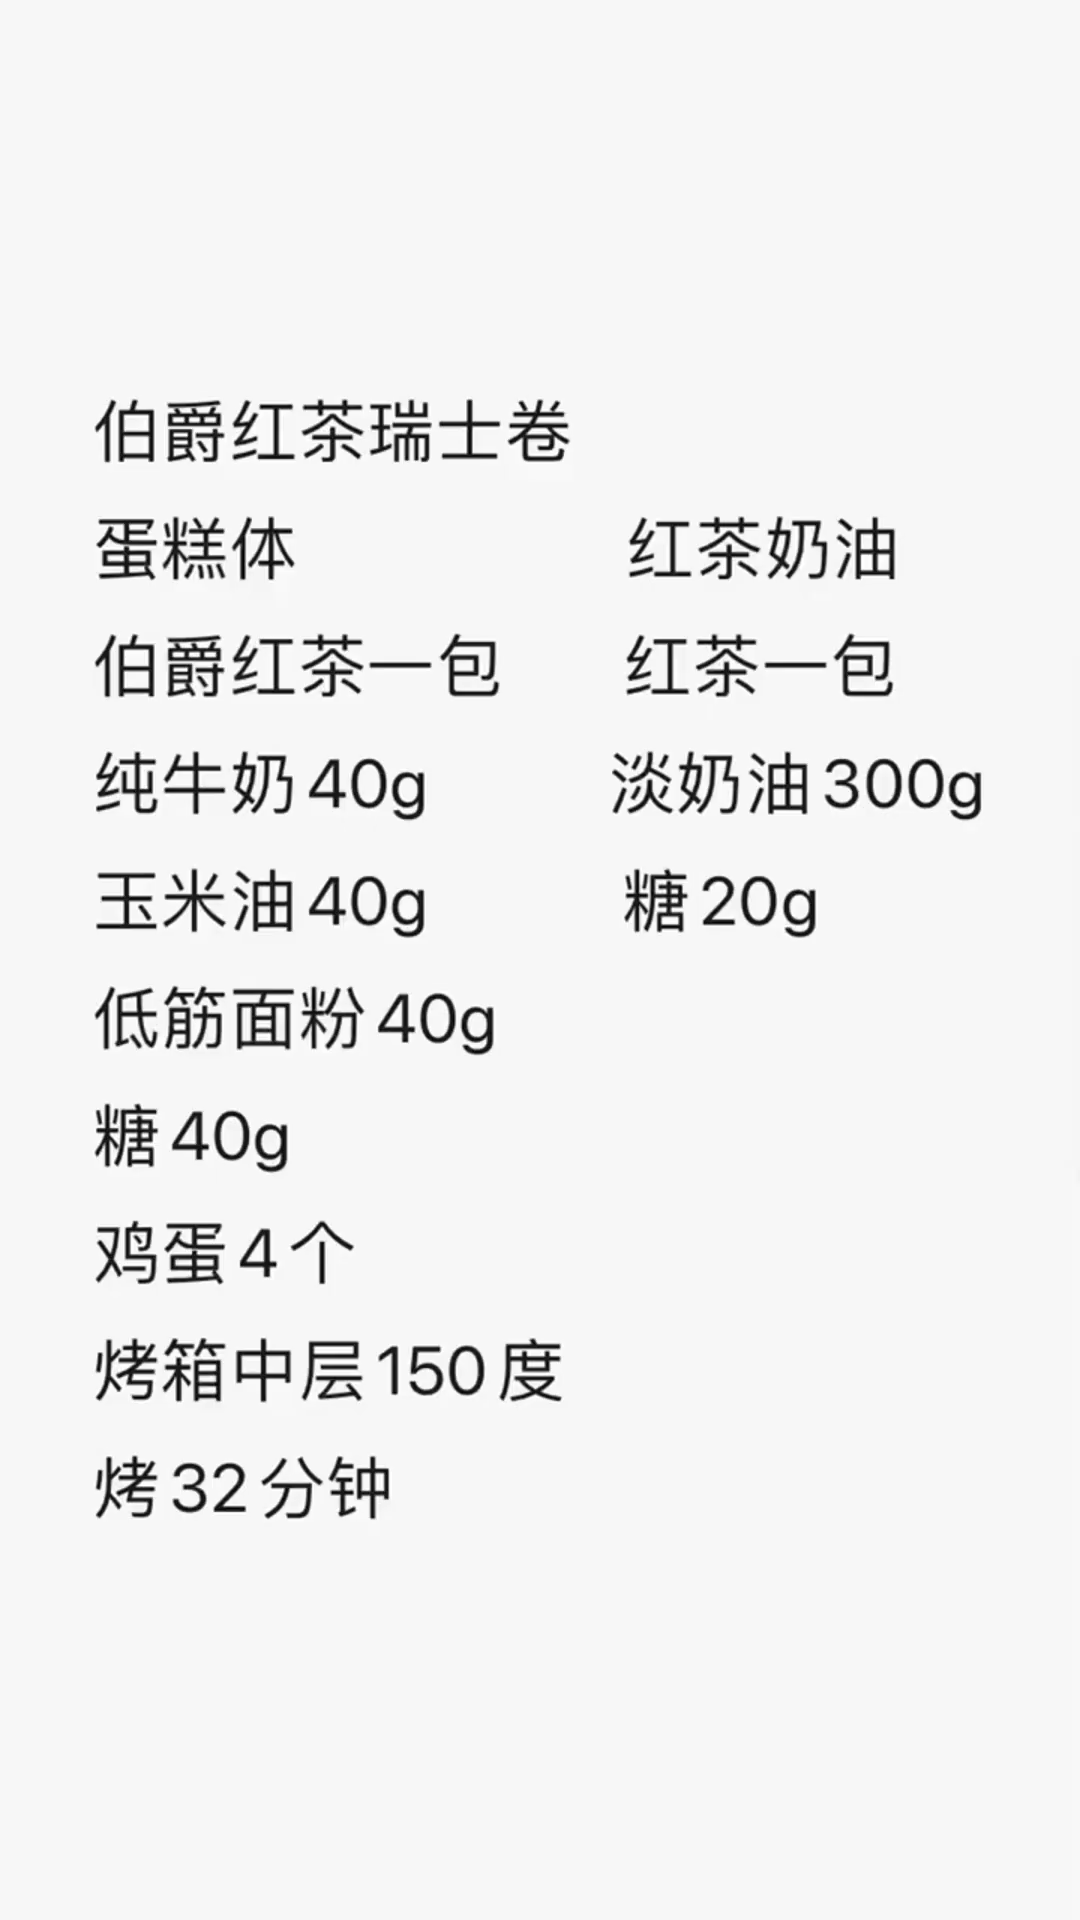 伯爵红茶瑞士卷
蛋糕体 红茶奶油
伯爵红茶一包 红茶一包
纯牛奶40g 淡奶油300g
玉米油40g 糖20g
低筋面粉40g
糖40g
鸡蛋4个
烤箱中层150度
烤32分钟